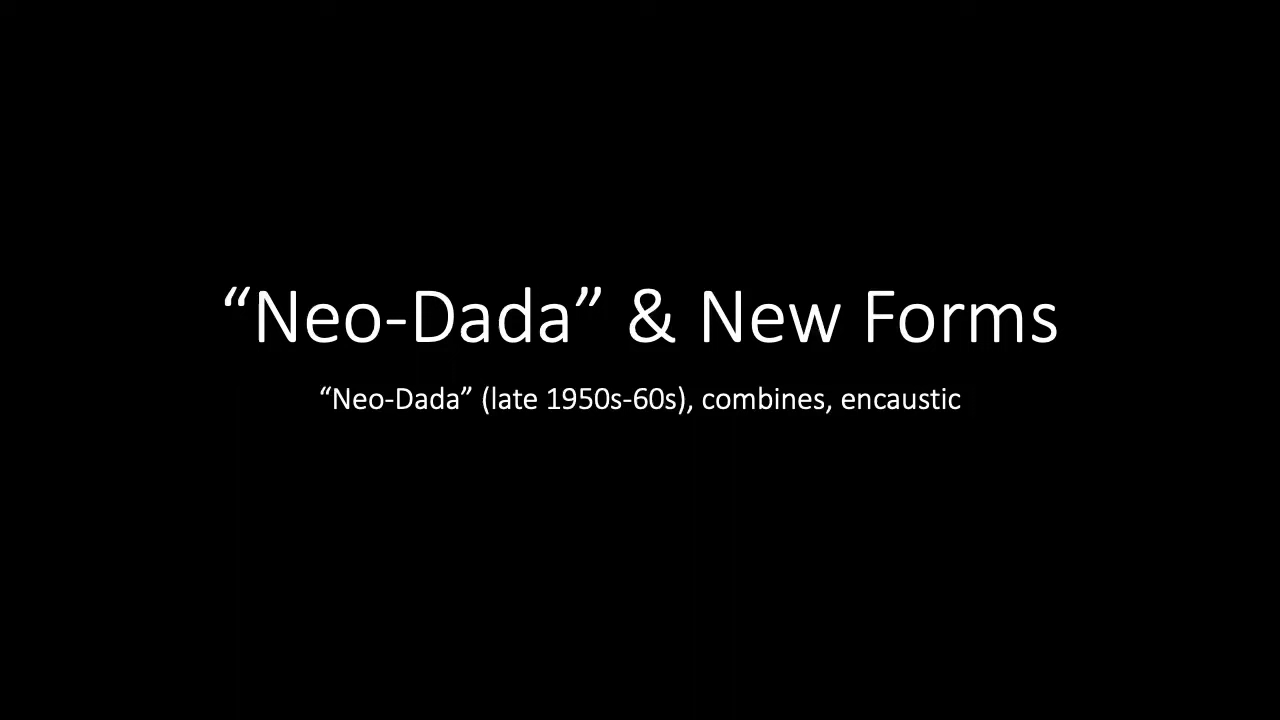 “Neo-Dada” & New Forms
“Neo-Dada” (late 1950s-60s), combines, encaustic